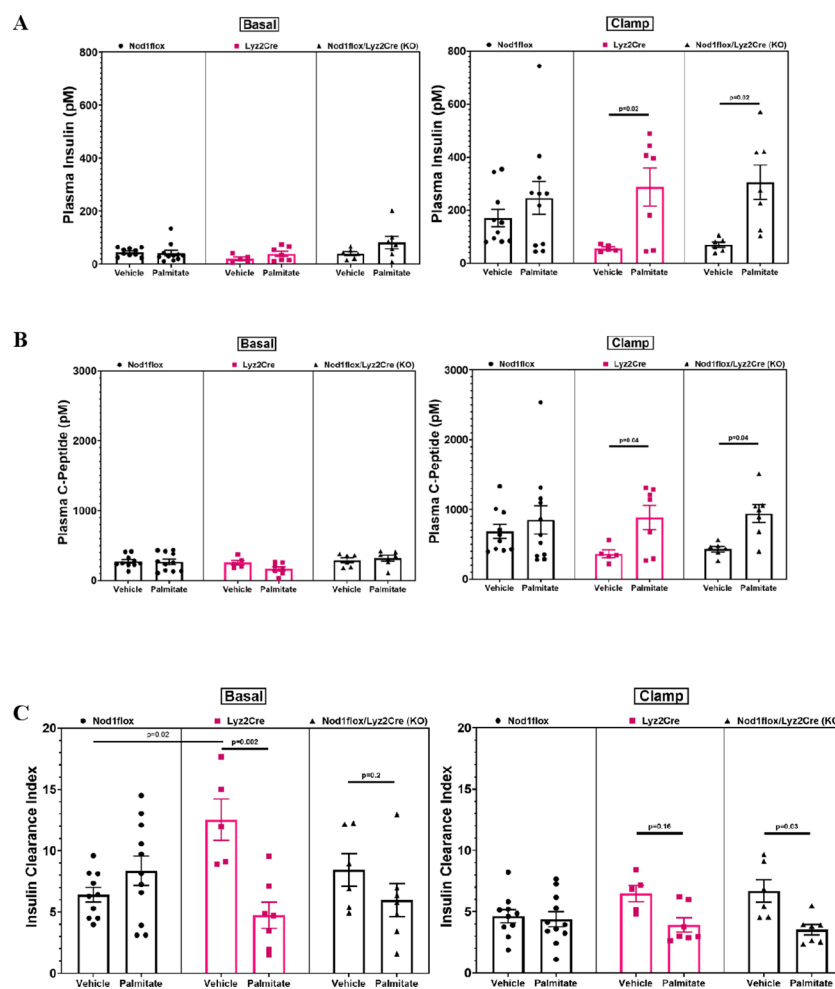 A
Basal
Nod1flox
Lyz2Cre
Nod1flox/Lyz2Cre (KO)
Plasma Insulin (pM)
800
600
400
200
0
Vehicle Palmitate Vehicle Palmitate Vehicle Palmitate
Clamp
Nod1flox
Lyz2Cre
Nod1flox/Lyz2Cre (KO)
Plasma Insulin (pM)
800
600
400
200
0
p=0.02
p=0.02
Vehicle Palmitate Vehicle Palmitate Vehicle Palmitate
B
Basal
Nod1flox
Lyz2Cre
Nod1flox/Lyz2Cre (KO)
Plasma C-Peptide (pM)
3000
2000
1000
0
Vehicle Palmitate Vehicle Palmitate Vehicle Palmitate
Clamp
Nod1flox
Lyz2Cre
Nod1flox/Lyz2Cre (KO)
Plasma C-Peptide (pM)
3000
2000
1000
0
p=0.04
p=0.04
Vehicle Palmitate Vehicle Palmitate Vehicle Palmitate
C
Basal
Nod1flox
Lyz2Cre
Nod1flox/Lyz2Cre (KO)
Insulin Clearance Index
20
15
10
5
0
p=0.02
p=0.002
p=0.2
Vehicle Palmitate Vehicle Palmitate Vehicle Palmitate
Clamp
Nod1flox
Lyz2Cre
Nod1flox/Lyz2Cre (KO
Insulin Clearance Index
20
15
10
5
0
p=0.16
p=0.03
Vehicle Palmitate Vehicle Palmitate Vehicle Palmitate